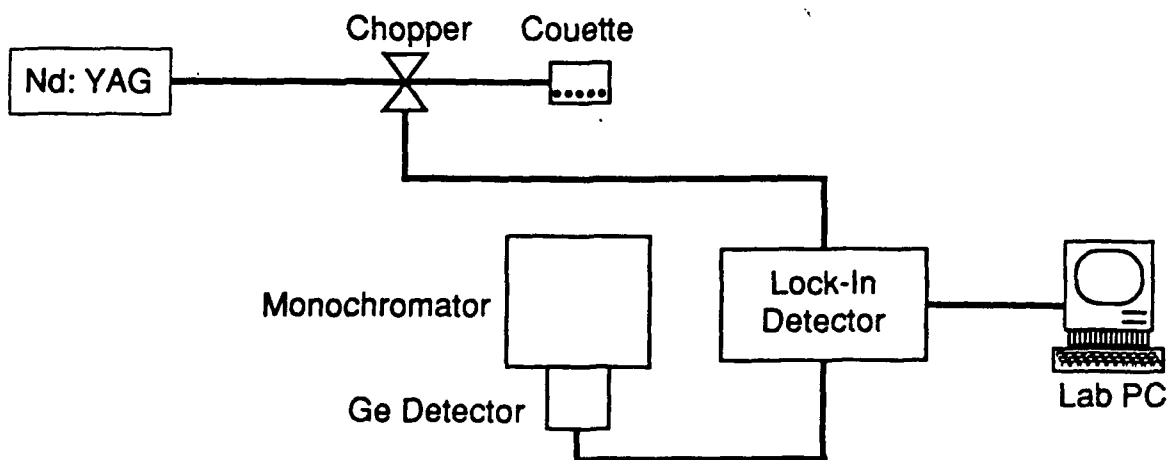 Chopper
Couette
Nd: YAG
Monochromator
Lock-In
Detector
Ge Detector
Lab PC